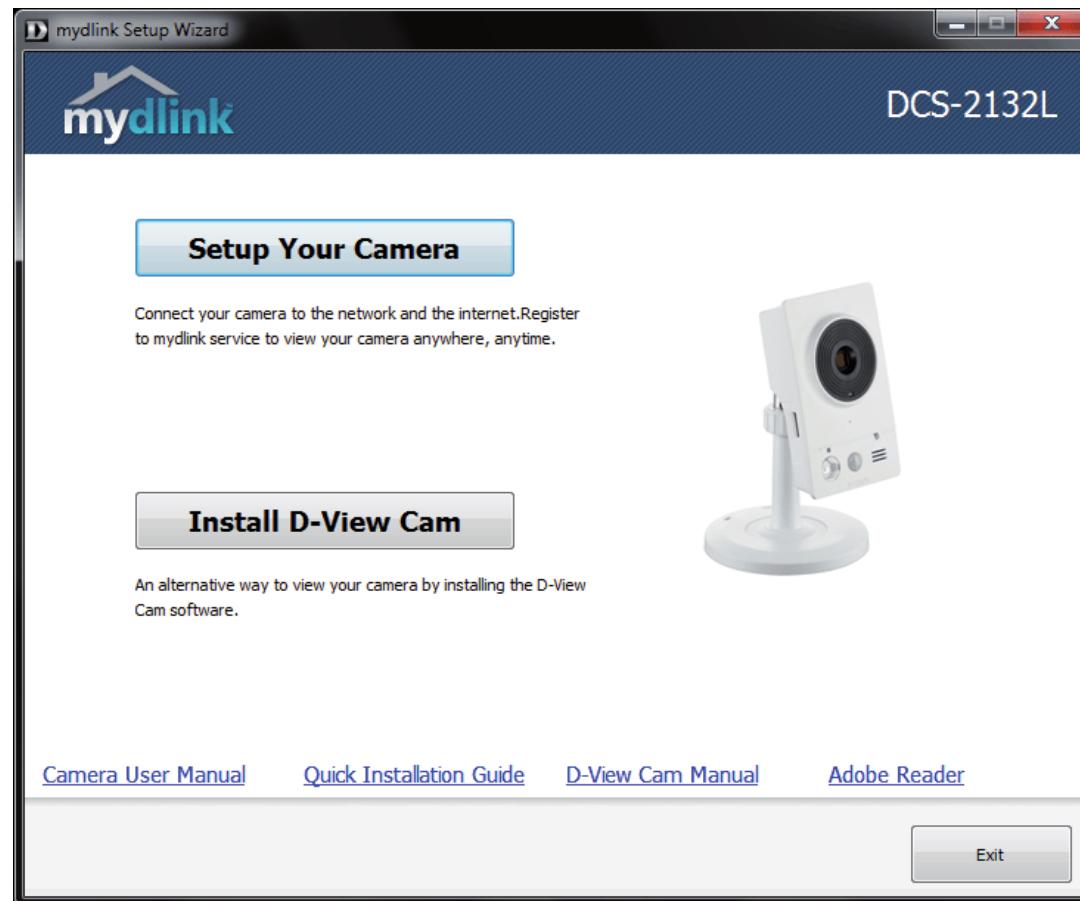 mydlink Setup Wizard
mydlink
DCS-2132L
Setup Your Camera
Connect your camera to the network and the internet.Register
to mydlink service to view your camera anywhere, anytime.
Install D-View Cam
An alternative way to view your camera by installing the D-View
Cam software.
Camera User Manual Quick Installation Guide D-View Cam Manual Adobe Reader
Exit